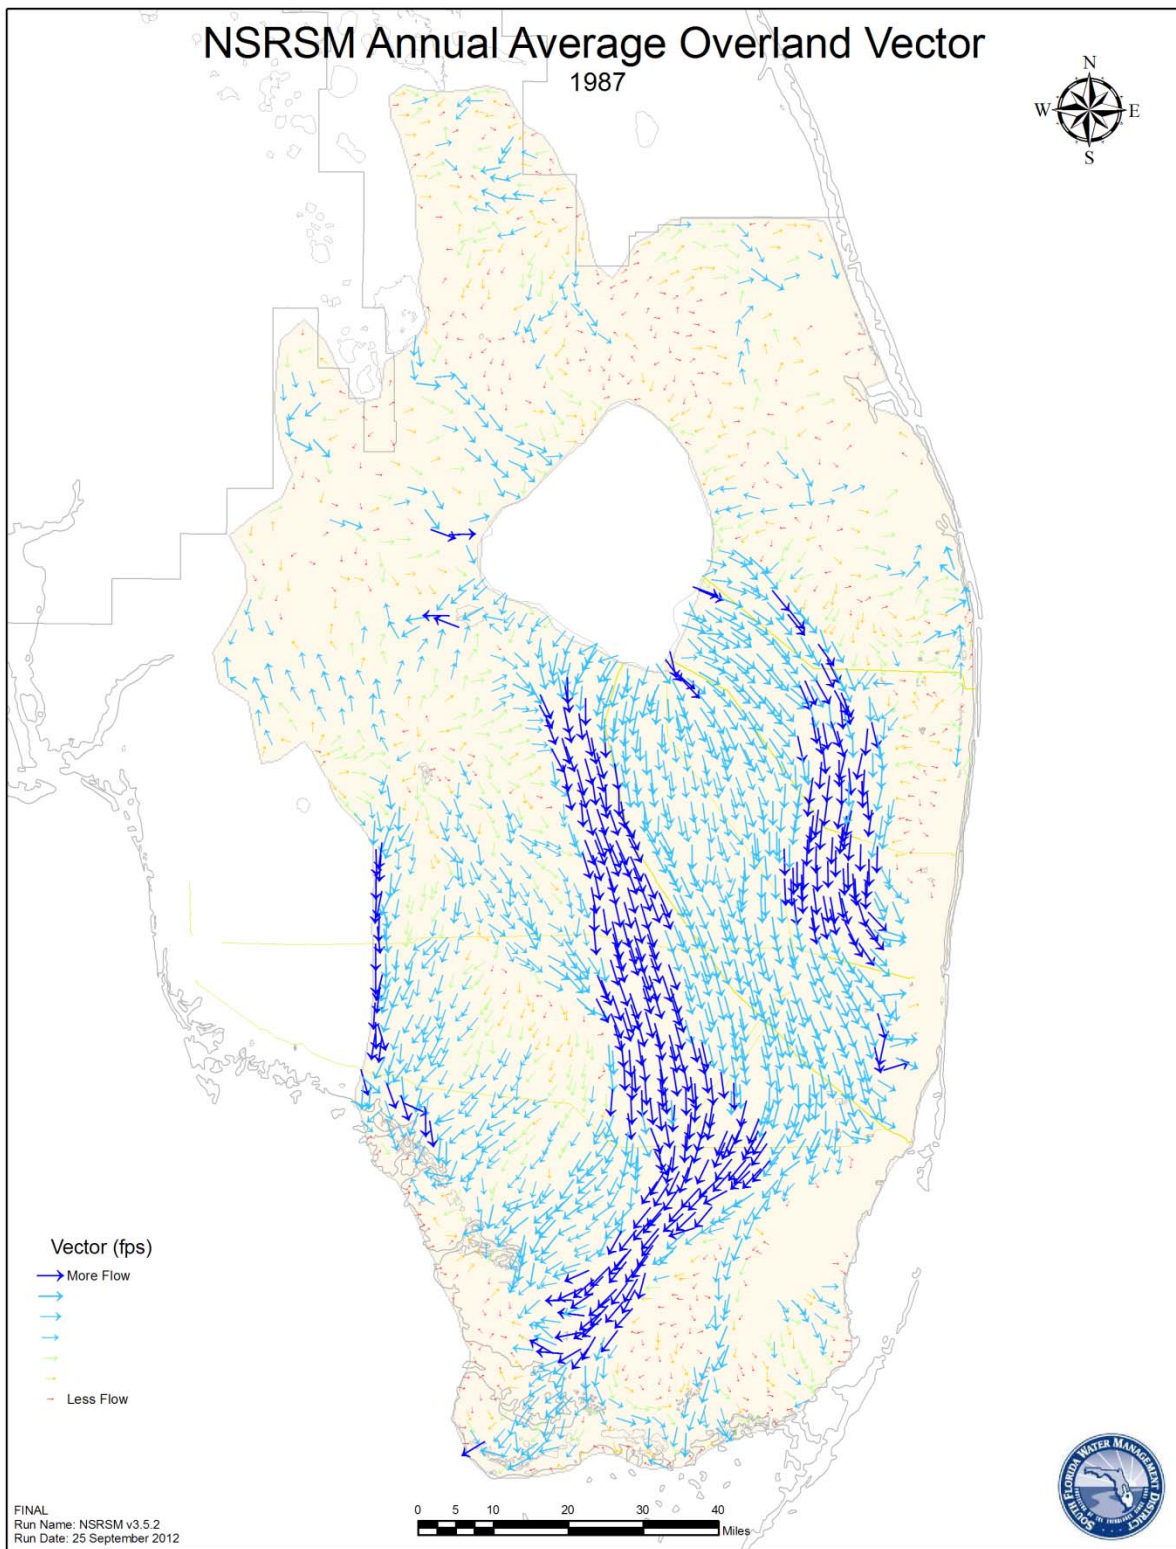 NSRSM Annual Average Overland Vector
1987
N
W E
S
Vector (fps)
More Flow
Less Flow
FINAL
Run Name: NSRSM v3.5.2
Run Date: 25 September 2012
0 5 10 20 30 40
Miles
SOUTH FLORIDA WATER MANAGEMENT DISTRICT